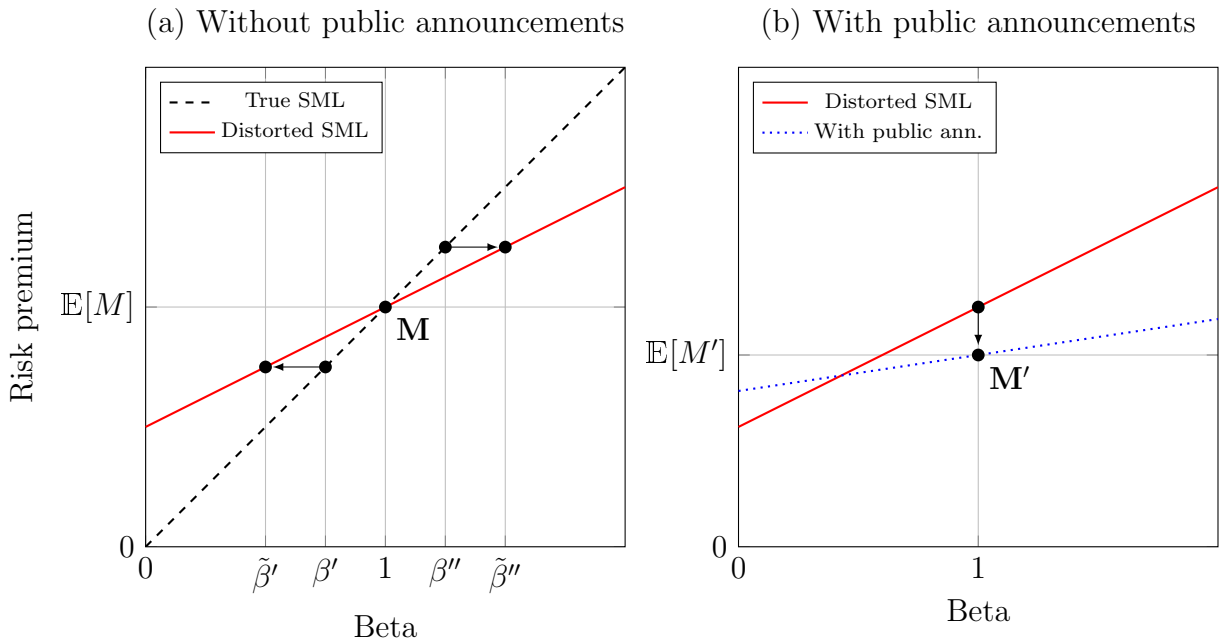 (a) Without public announcements
True SML
Distorted SML
Risk premium
𝔼[M]
M
0
0
β̃′
β′
1
β″
β̃″
Beta
(b) With public announcements
Distorted SML
With public ann.
𝔼[M′]
M′
0
0
1
Beta